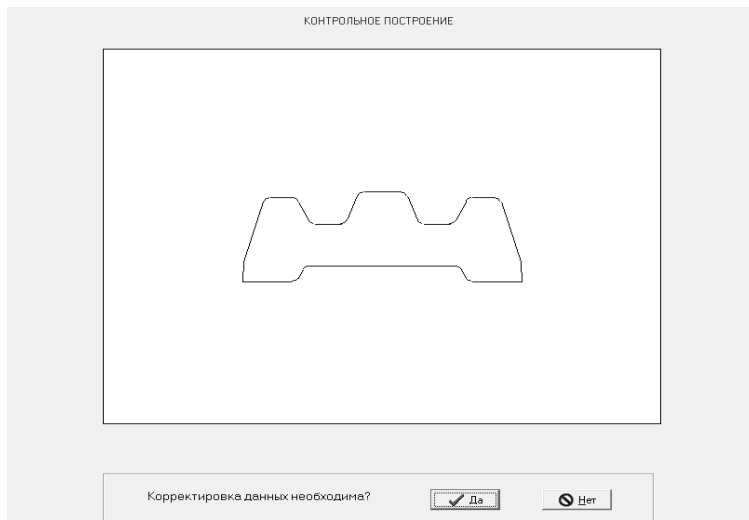 КОНТРОЛЬНОЕ ПОСТРОЕНИЕ
Корректировка данных необходима?
Да
Нет